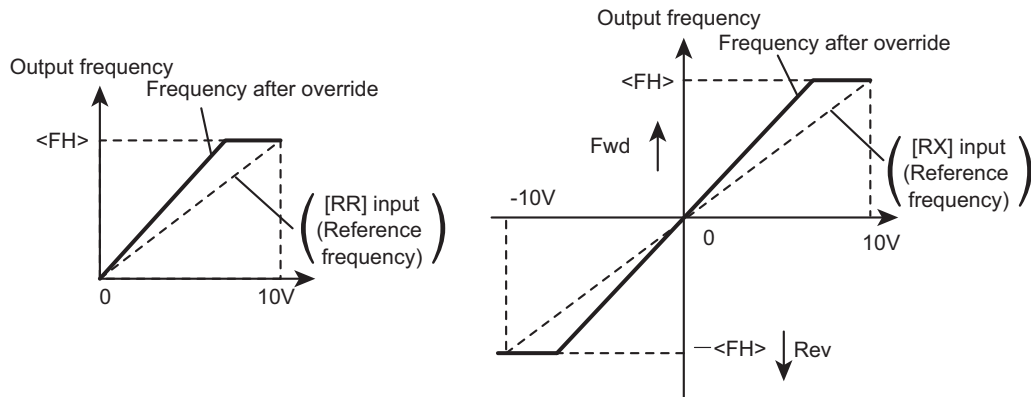 Output frequency
Frequency after override
<FH>
[RR] input
(Reference
frequency)
0
10V
Output frequency
Frequency after override
<FH>
Fwd
[RX] input
(Reference
frequency)
-10V
0
10V
—<FH>
Rev